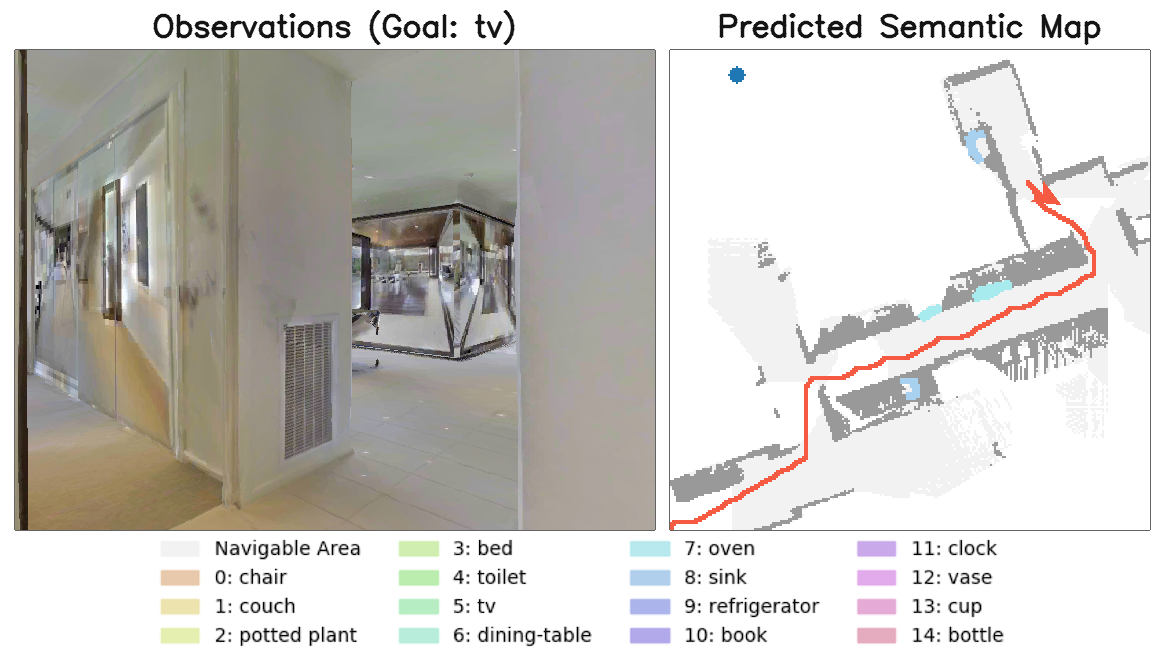 Observations (Goal: tv)
Predicted Semantic Map
Navigable Area
0: chair
1: couch
2: potted plant
3: bed
4: toilet
5: tv
6: dining-table
7: oven
8: sink
9: refrigerator
10: book
11: clock
12: vase
13: cup
14: bottle